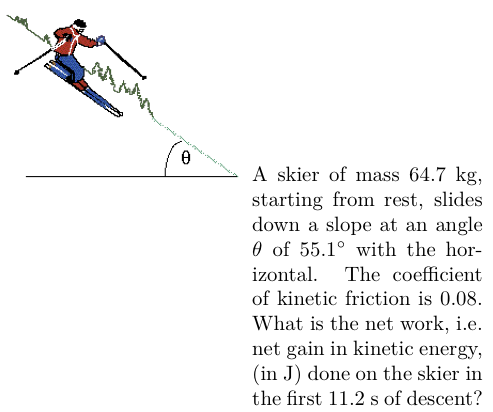 θ
A skier of mass 64.7 kg,
starting from rest, slides
down a slope at an angle
θ of 55.1° with the hor-
izontal. The coefficient
of kinetic friction is 0.08.
What is the net work, i.e.
net gain in kinetic energy,
(in J) done on the skier in
the first 11.2 s of descent?